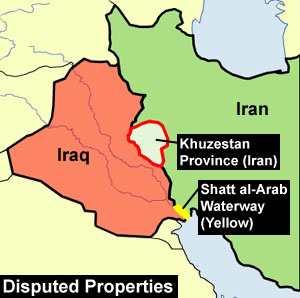 Iran
Iraq
Khuzestan
Province (Iran)
Shatt al-Arab
Waterway
(Yellow)
Disputed Properties